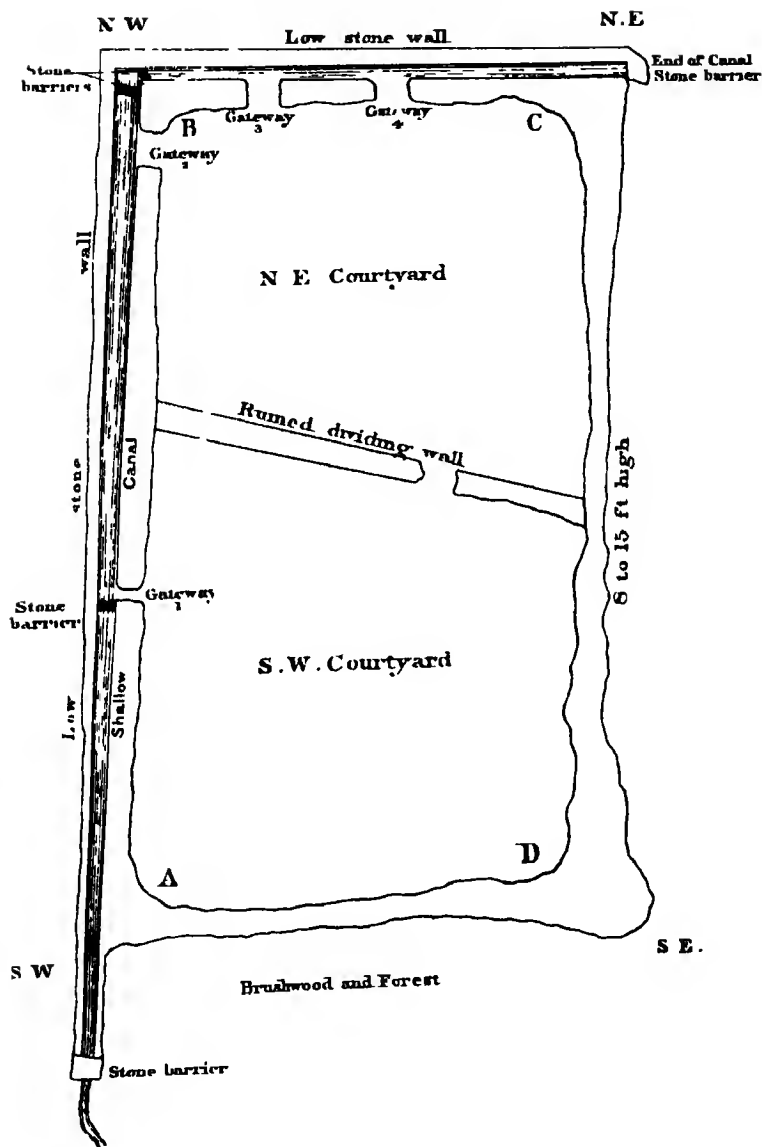 N W
N.E
Low stone wall
Stone
barriers
End of Canal
Stone barrier
B
Gateway
3
Gateway
4
C
Gateway
2
wall
N E Courtyard
Ruined dividing wall
Canal
stone
8 to 15 ft high
Gateway
1
Stone
barrier
S.W. Courtyard
Shallow
Low
A
D
S W
S E.
Brushwood and Forest
Stone barrier